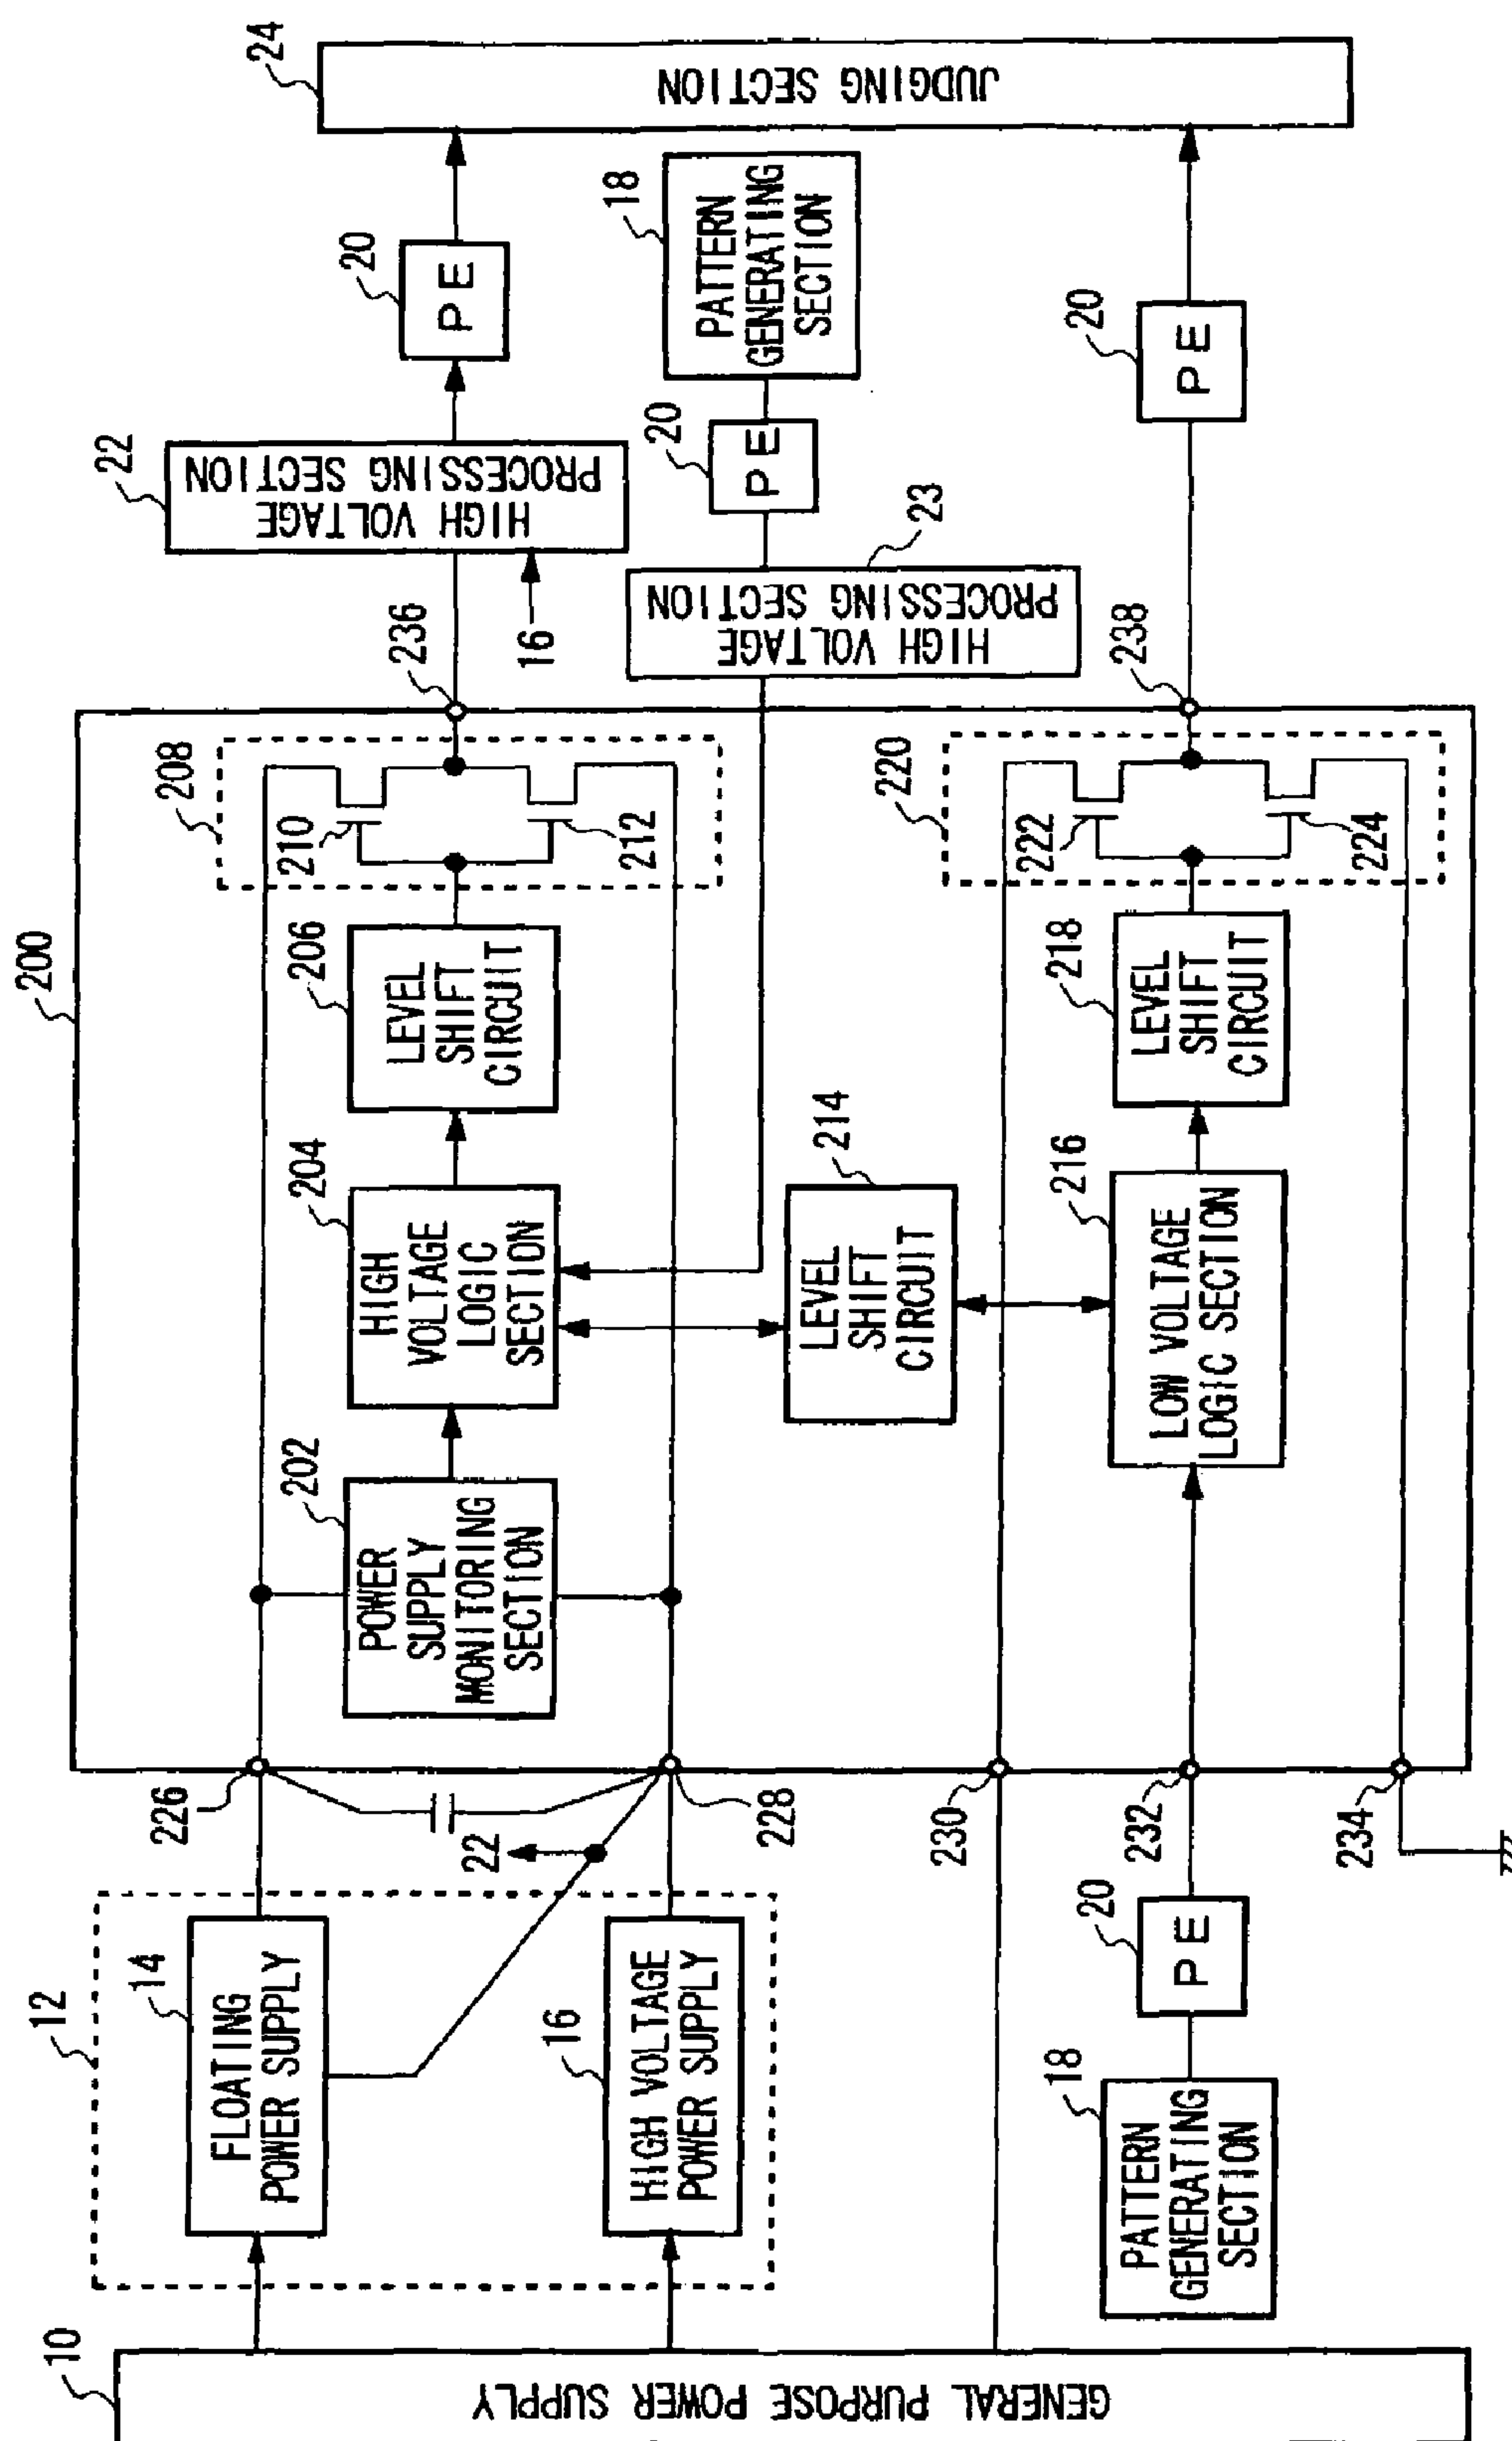 10
GENERAL PURPOSE POWER SUPPLY
12
14
FLOATING
POWER SUPPLY
16
HIGH VOLTAGE
POWER SUPPLY
18
PATTERN
GENERATING
SECTION
20
PE
22
226
228
230
232
234
200
202
POWER
SUPPLY
MONITORING
SECTION
204
HIGH
VOLTAGE
LOGIC
SECTION
206
LEVEL
SHIFT
CIRCUIT
208
210
212
214
LEVEL
SHIFT
CIRCUIT
216
LOW VOLTAGE
LOGIC SECTION
218
LEVEL
SHIFT
CIRCUIT
220
222
224
236
238
16
22
HIGH VOLTAGE
PROCESSING SECTION
23
HIGH VOLTAGE
PROCESSING SECTION
20
PE
20
PE
18
PATTERN
GENERATING
SECTION
20
PE
24
JUDGING SECTION